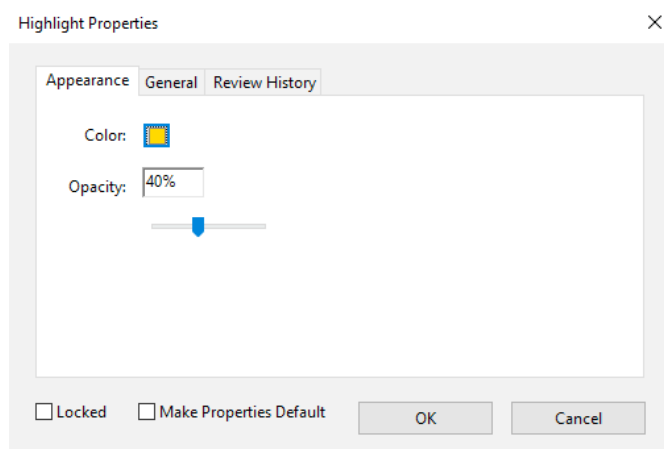 Highlight Properties
Appearance General Review History
Color:
Opacity: 40%
Locked Make Properties Default OK Cancel